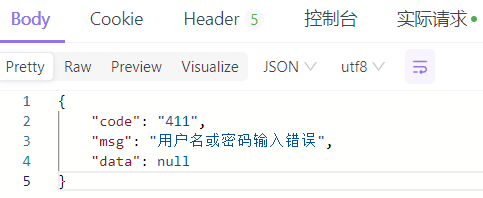 Body Cookie Header 5 控制台 实际请求
Pretty Raw Preview Visualize JSON utf8
1 {
2 "code": "411",
3 "msg": "用户名或密码输入错误",
4 "data": null
5 }